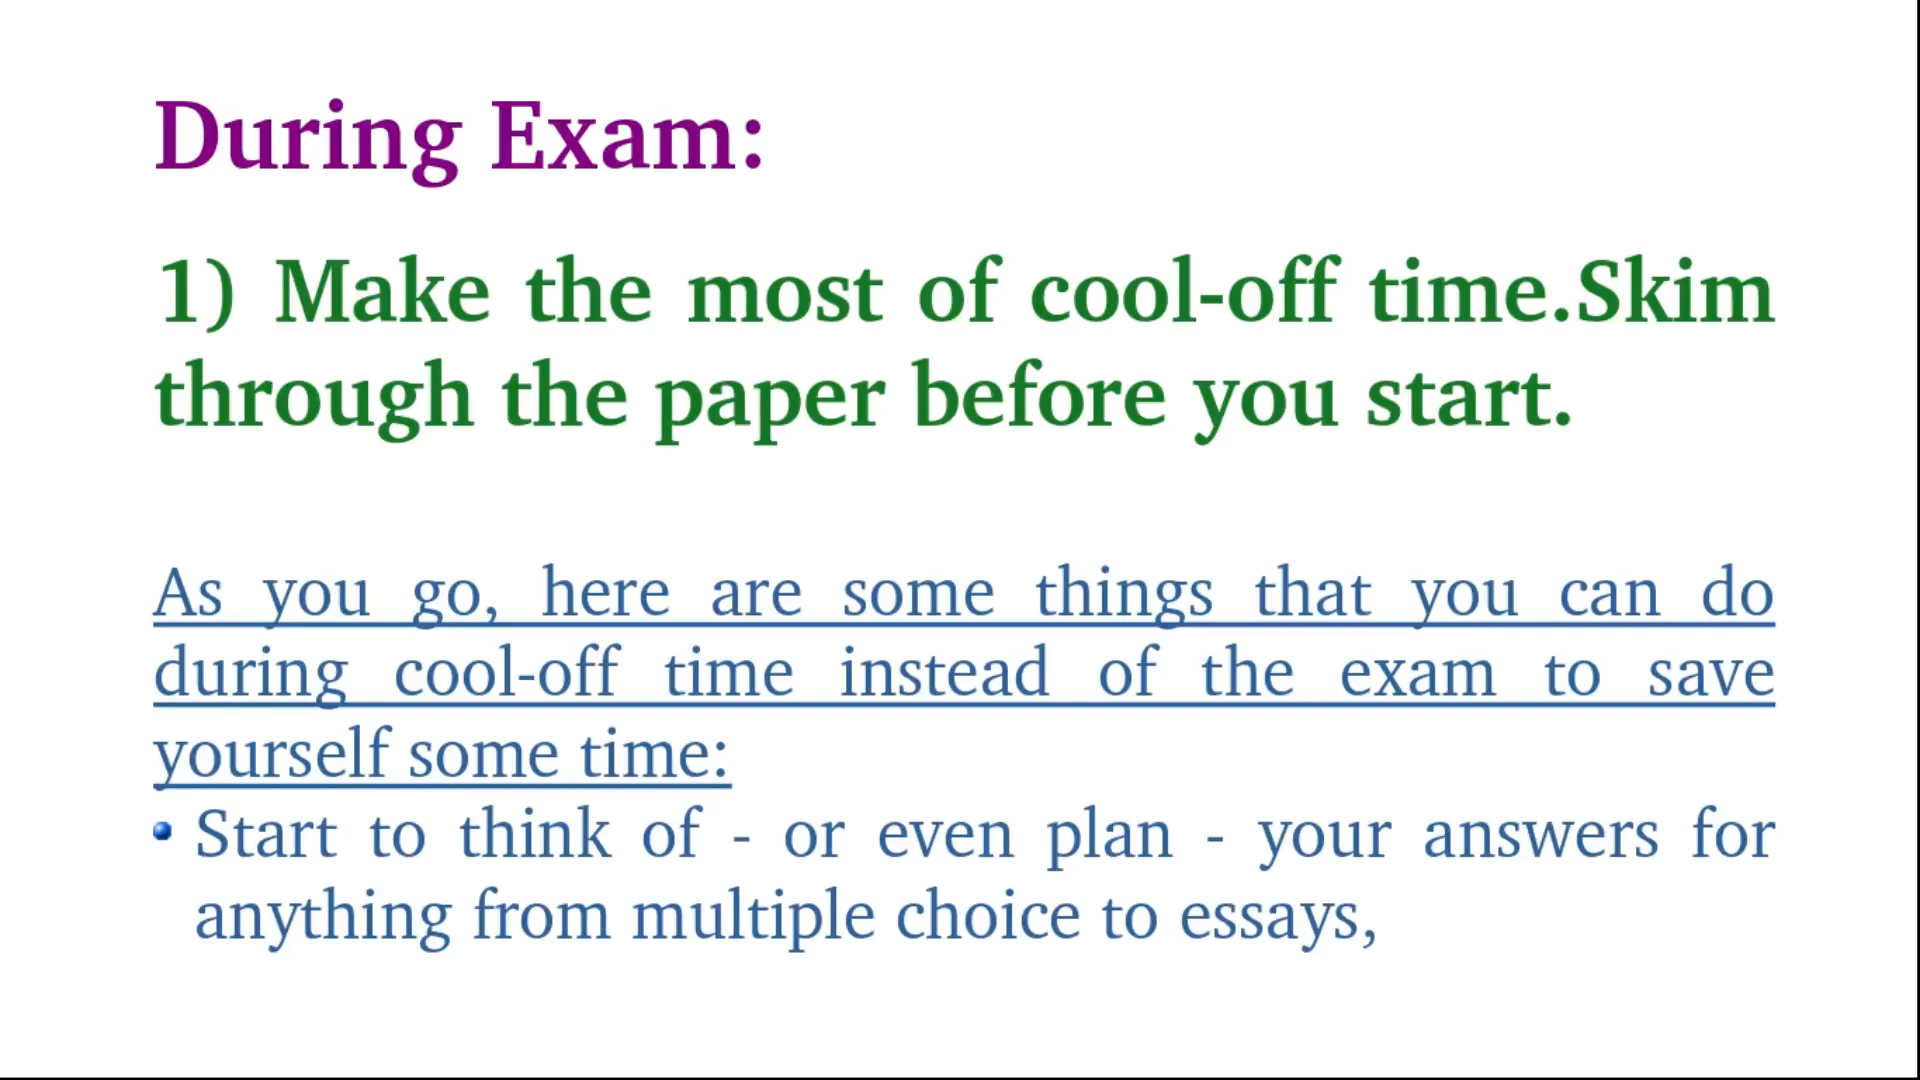 During Exam:
1) Make the most of cool-off time.Skim
through the paper before you start.
As you go, here are some things that you can do
during cool-off time instead of the exam to save
yourself some time:
• Start to think of - or even plan - your answers for
anything from multiple choice to essays,